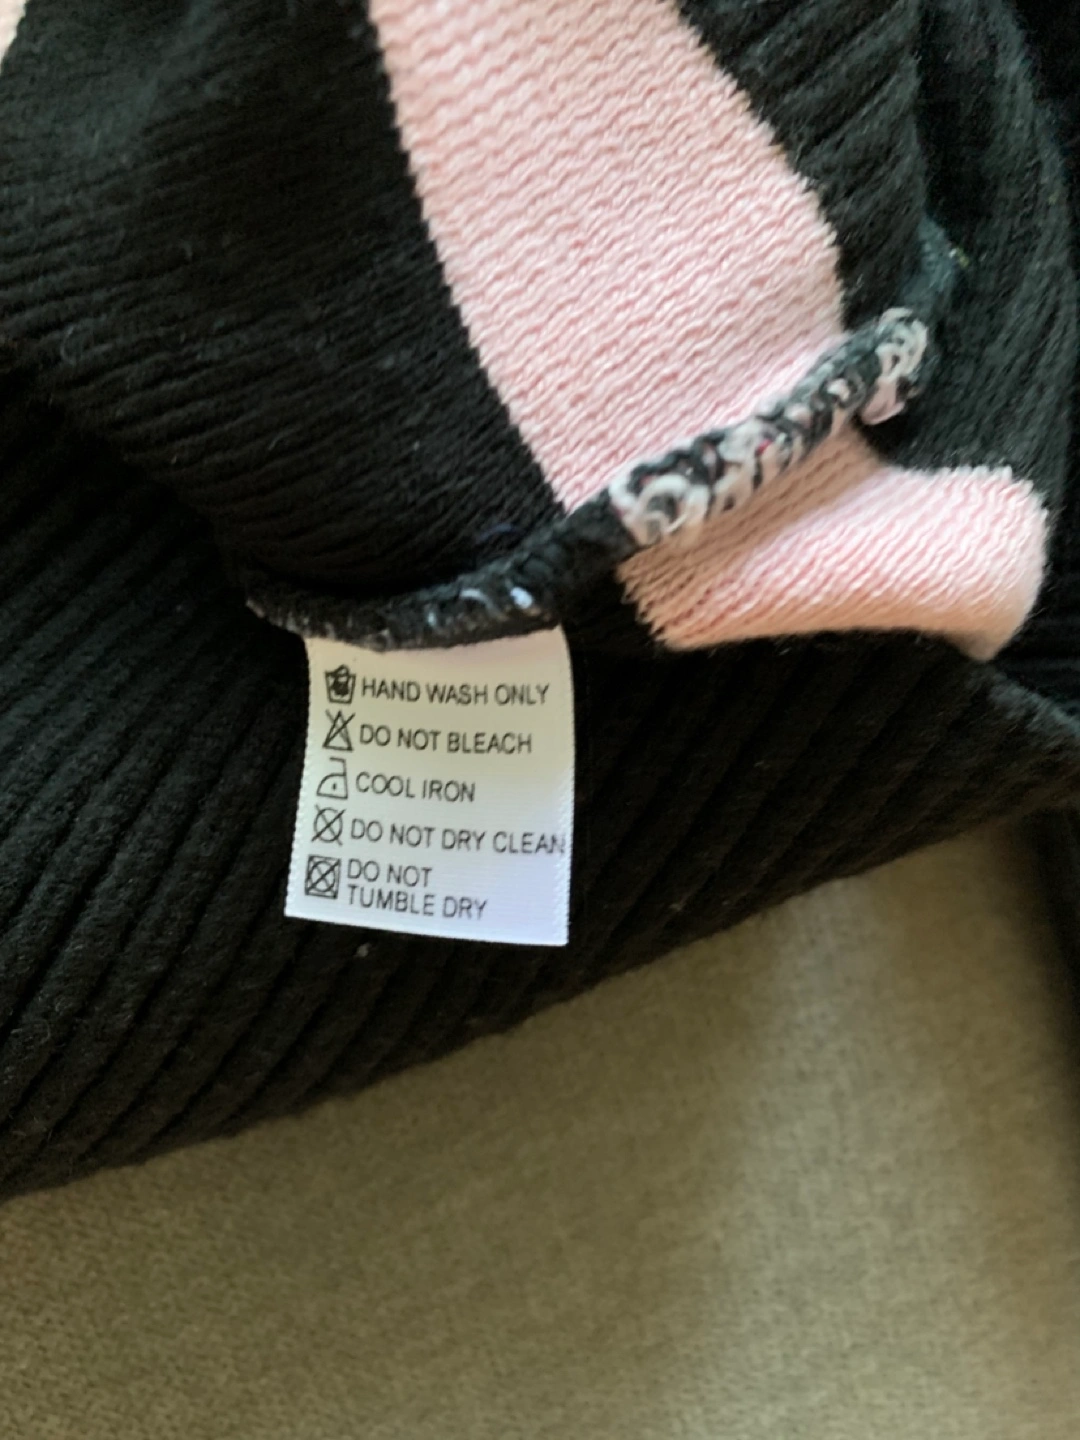 HAND WASH ONLY
DO NOT BLEACH
COOL IRON
DO NOT DRY CLEAN
DO NOT
TUMBLE DRY